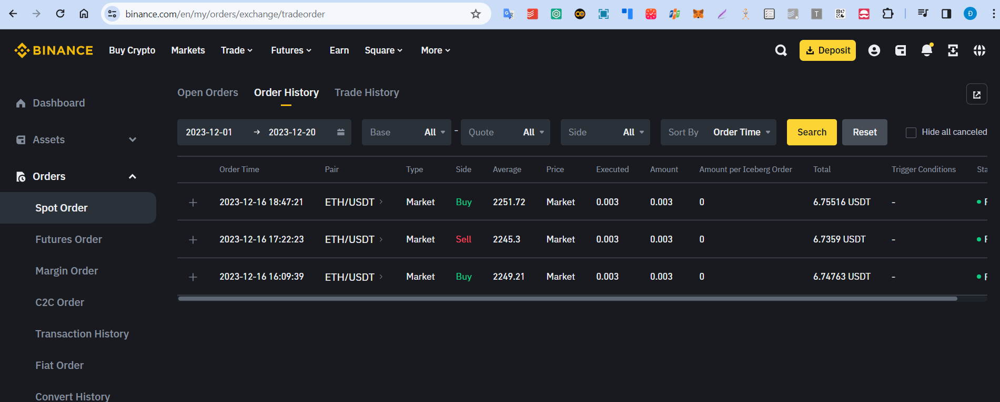 binance.com/en/my/orders/exchange/tradeorder
BINANCE Buy Crypto Markets Trade Futures Earn Square More Deposit
Dashboard
Assets
Orders
Spot Order
Futures Order
Margin Order
C2C Order
Transaction History
Fiat Order
Convert History
Open Orders Order History Trade History
2023-12-01 → 2023-12-20 Base All - Quote All Side All Sort By Order Time Search Reset Hide all canceled
Order Time Pair Type Side Average Price Executed Amount Amount per Iceberg Order Total Trigger Conditions Sta
2023-12-16 18:47:21 ETH/USDT Market Buy 2251.72 Market 0.003 0.003 0 6.75516 USDT -
2023-12-16 17:22:23 ETH/USDT Market Sell 2245.3 Market 0.003 0.003 0 6.7359 USDT -
2023-12-16 16:09:39 ETH/USDT Market Buy 2249.21 Market 0.003 0.003 0 6.74763 USDT -